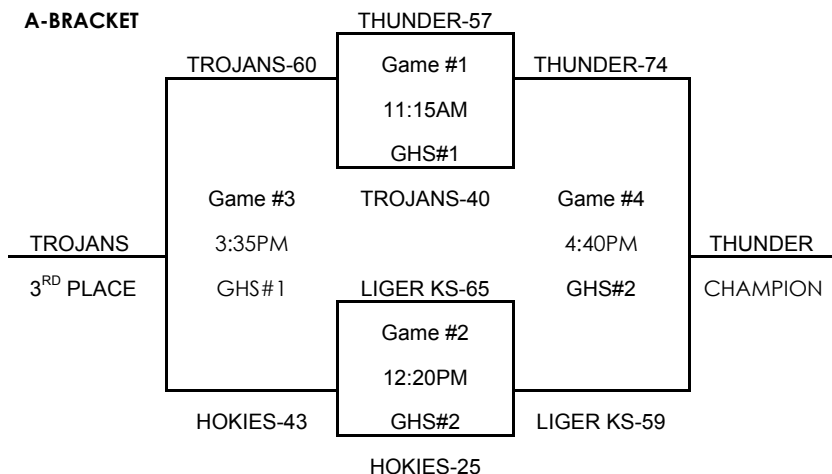 A-BRACKET
THUNDER-57
TROJANS-60
Game #1
THUNDER-74
11:15AM
GHS#1
Game #3
TROJANS-40
Game #4
TROJANS
3:35PM
4:40PM
THUNDER
3RD PLACE
GHS#1
LIGER KS-65
GHS#2
CHAMPION
Game #2
12:20PM
HOKIES-43
GHS#2
LIGER KS-59
HOKIES-25